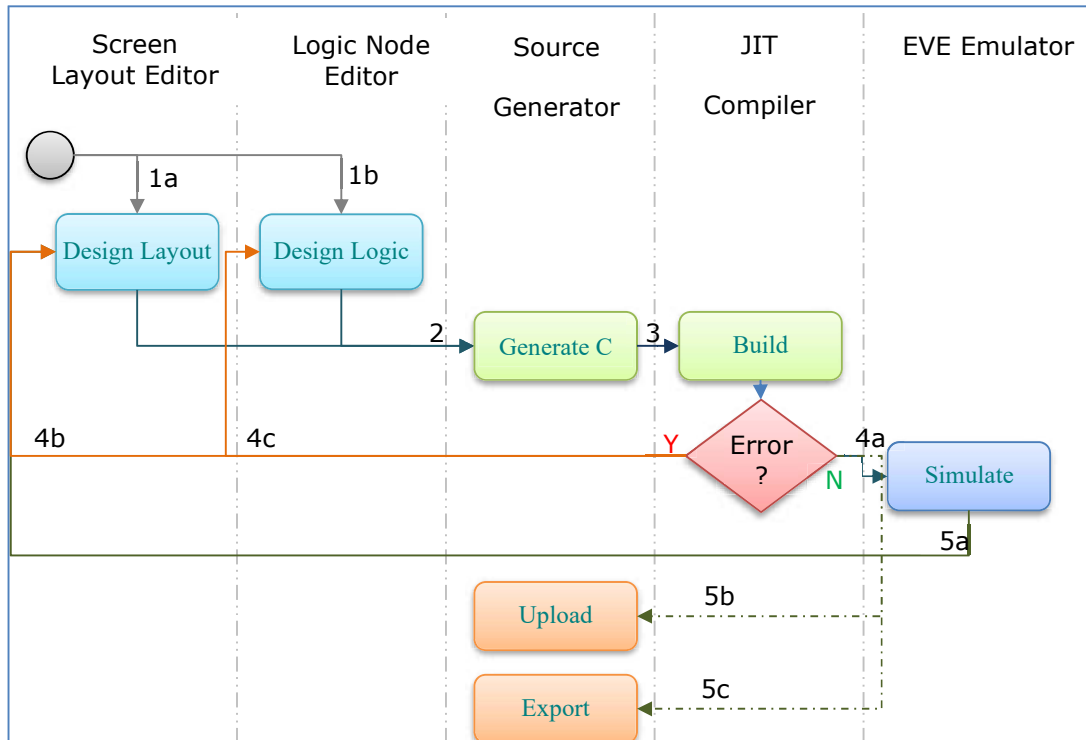 Screen
Layout Editor
Logic Node
Editor
Source
Generator
JIT
Compiler
EVE Emulator
1a
1b
Design Layout
Design Logic
2
Generate C
3
Build
4b
4c
Y
Error
?
N
4a
Simulate
5a
Upload
5b
Export
5c